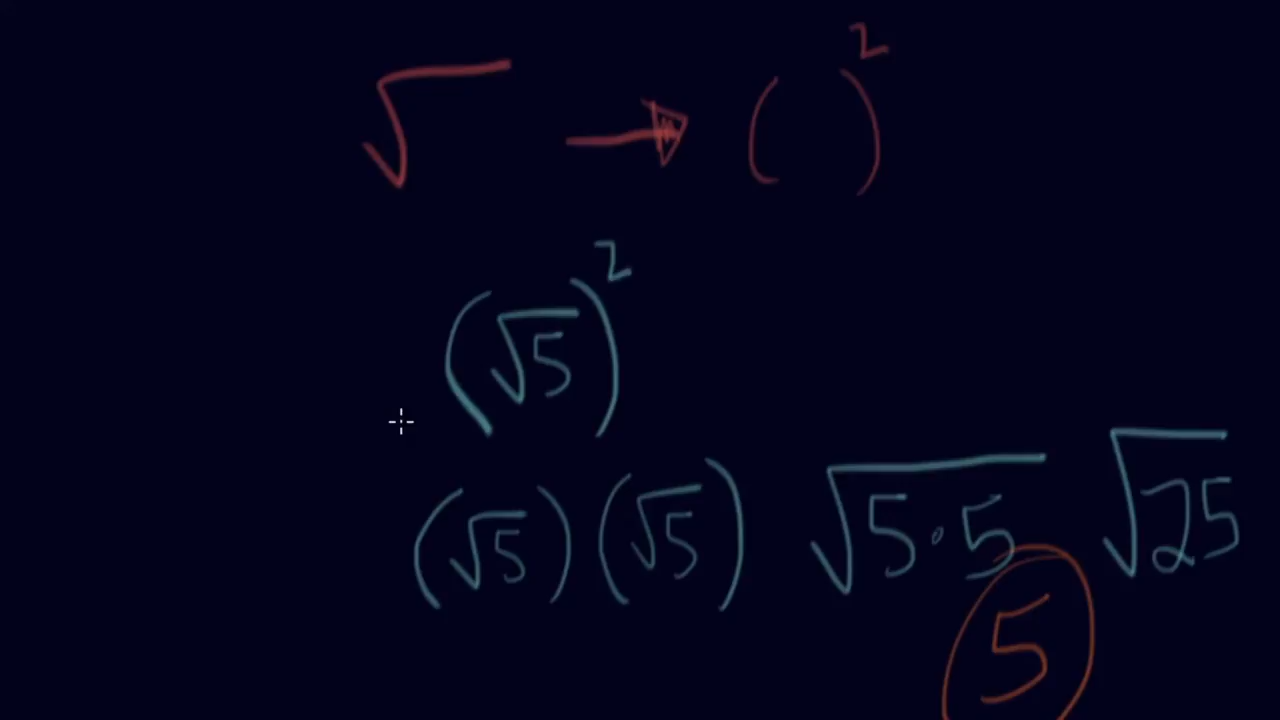 √ → ( )²
(√5)²
(√5)(√5) √5·5 √25
5